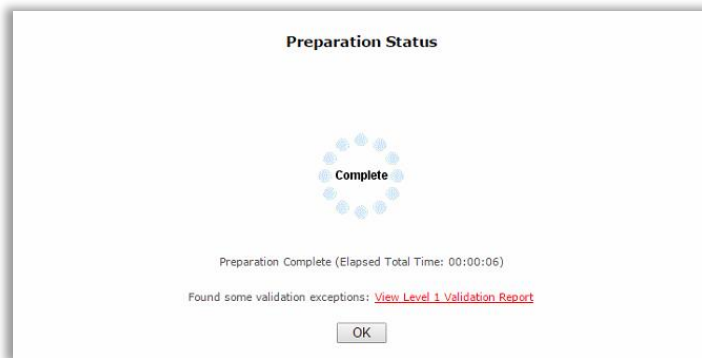 Preparation Status
Complete
Preparation Complete (Elapsed Total Time: 00:00:06)
Found some validation exceptions: View Level 1 Validation Report
OK